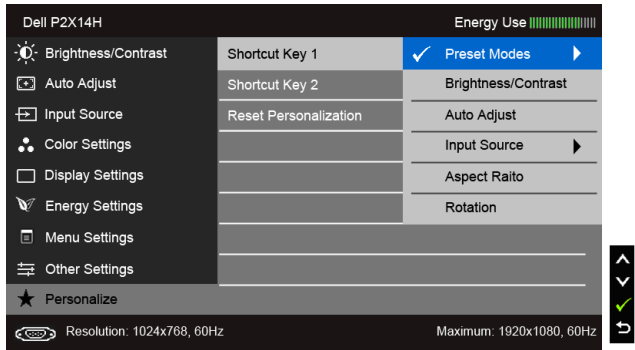 Dell P2X14H
Energy Use
Brightness/Contrast
Auto Adjust
Input Source
Color Settings
Display Settings
Energy Settings
Menu Settings
Other Settings
Personalize
Shortcut Key 1
Shortcut Key 2
Reset Personalization
Preset Modes
Brightness/Contrast
Auto Adjust
Input Source
Aspect Raito
Rotation
Resolution: 1024x768, 60Hz
Maximum: 1920x1080, 60Hz